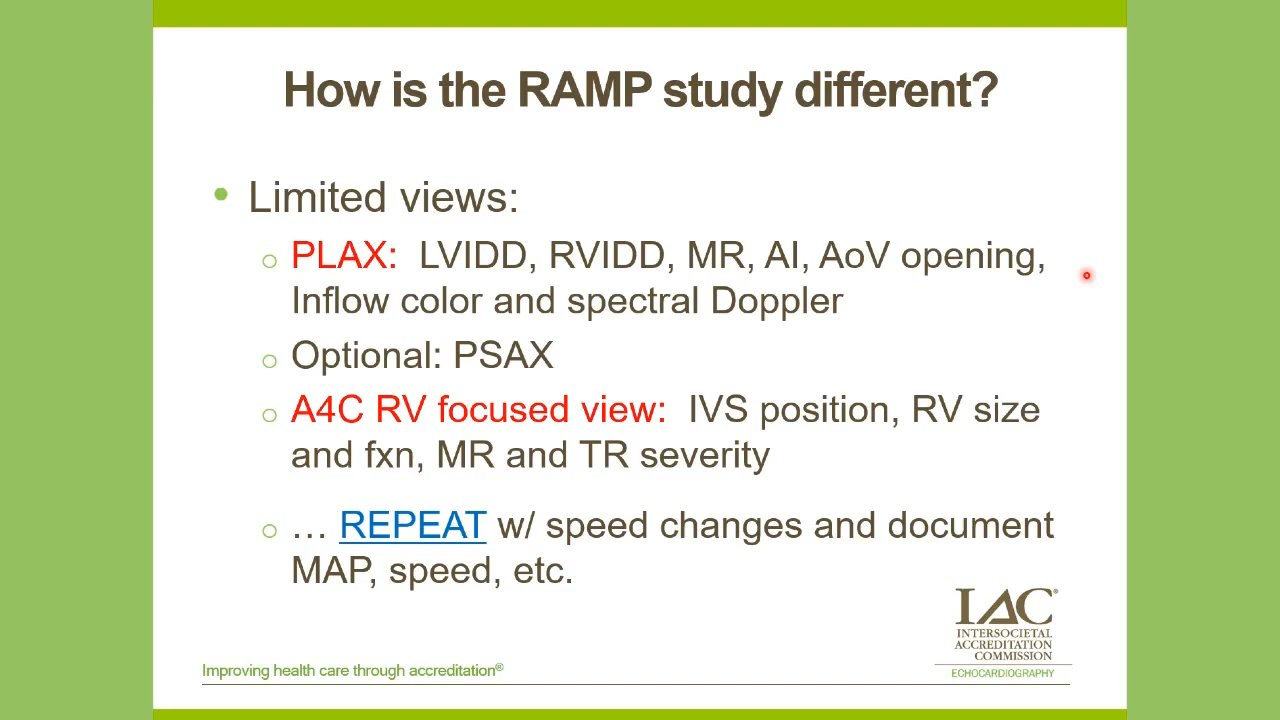 How is the RAMP study different?
• Limited views:
o PLAX: LVIDD, RVIDD, MR, AI, AoV opening,
Inflow color and spectral Doppler
o Optional: PSAX
o A4C RV focused view: IVS position, RV size
and fxn, MR and TR severity
o … REPEAT w/ speed changes and document
MAP, speed, etc.
IAC®
INTERSOCIETAL
ACCREDITATION
COMMISSION
ECHOCARDIOGRAPHY
Improving health care through accreditation®